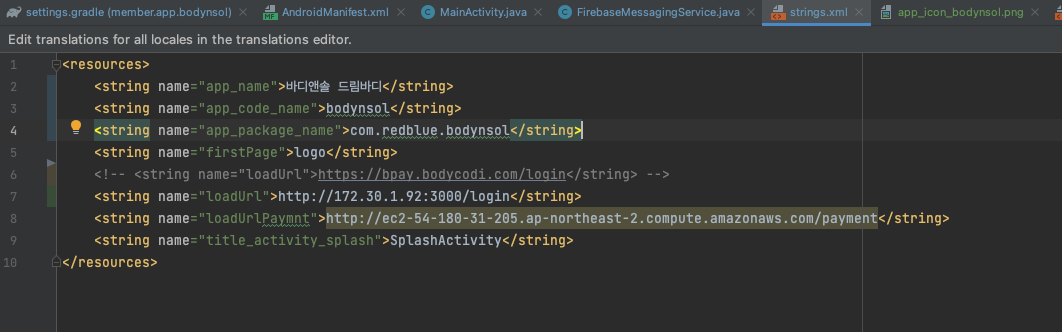 settings.gradle (member.app.bodynsol)
AndroidManifest.xml
MainActivity.java
FirebaseMessagingService.java
strings.xml
app_icon_bodynsol.png
Edit translations for all locales in the translations editor.
1 <resources>
2 <string name="app_name">바디앤솔 드림바디</string>
3 <string name="app_code_name">bodynsol</string>
4 <string name="app_package_name">com.redblue.bodynsol</string>
5 <string name="firstPage">logo</string>
6 <!-- <string name="loadUrl">https://bpay.bodycodi.com/login</string> -->
7 <string name="loadUrl">http://172.30.1.92:3000/login</string>
8 <string name="loadUrlPaymnt">http://ec2-54-180-31-205.ap-northeast-2.compute.amazonaws.com/payment</string>
9 <string name="title_activity_splash">SplashActivity</string>
10 </resources>